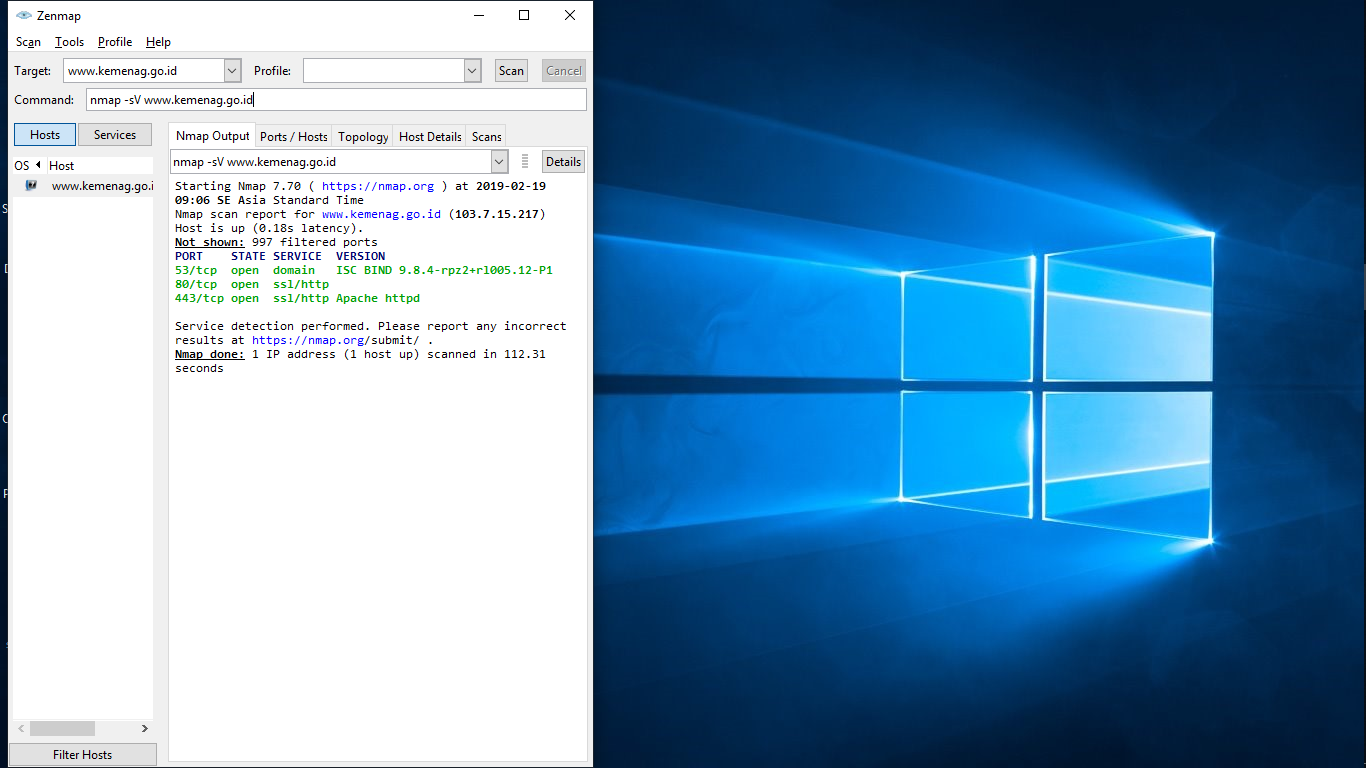 Zenmap
Scan Tools Profile Help
Target: www.kemenag.go.id Profile: Scan Cancel
Command: nmap -sV www.kemenag.go.id
Hosts Services
Nmap Output Ports / Hosts Topology Host Details Scans
OS Host
nmap -sV www.kemenag.go.id Details
www.kemenag.go.i
Starting Nmap 7.70 ( https://nmap.org ) at 2019-02-19
09:06 SE Asia Standard Time
Nmap scan report for www.kemenag.go.id (103.7.15.217)
Host is up (0.18s latency).
Not shown: 997 filtered ports
PORT STATE SERVICE VERSION
53/tcp open domain ISC BIND 9.8.4-rpz2+rl005.12-P1
80/tcp open ssl/http
443/tcp open ssl/http Apache httpd
Service detection performed. Please report any incorrect
results at https://nmap.org/submit/ .
Nmap done: 1 IP address (1 host up) scanned in 112.31
seconds
Filter Hosts